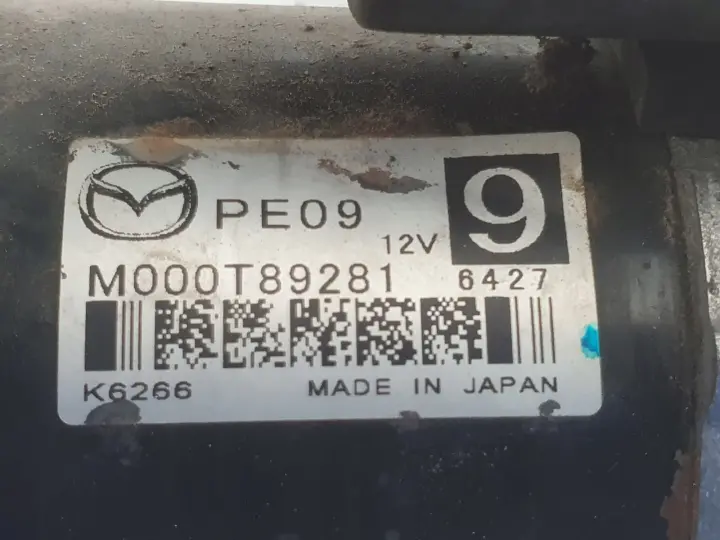 PE09
12V
9
M000T89281
6427
K6266
MADE IN JAPAN